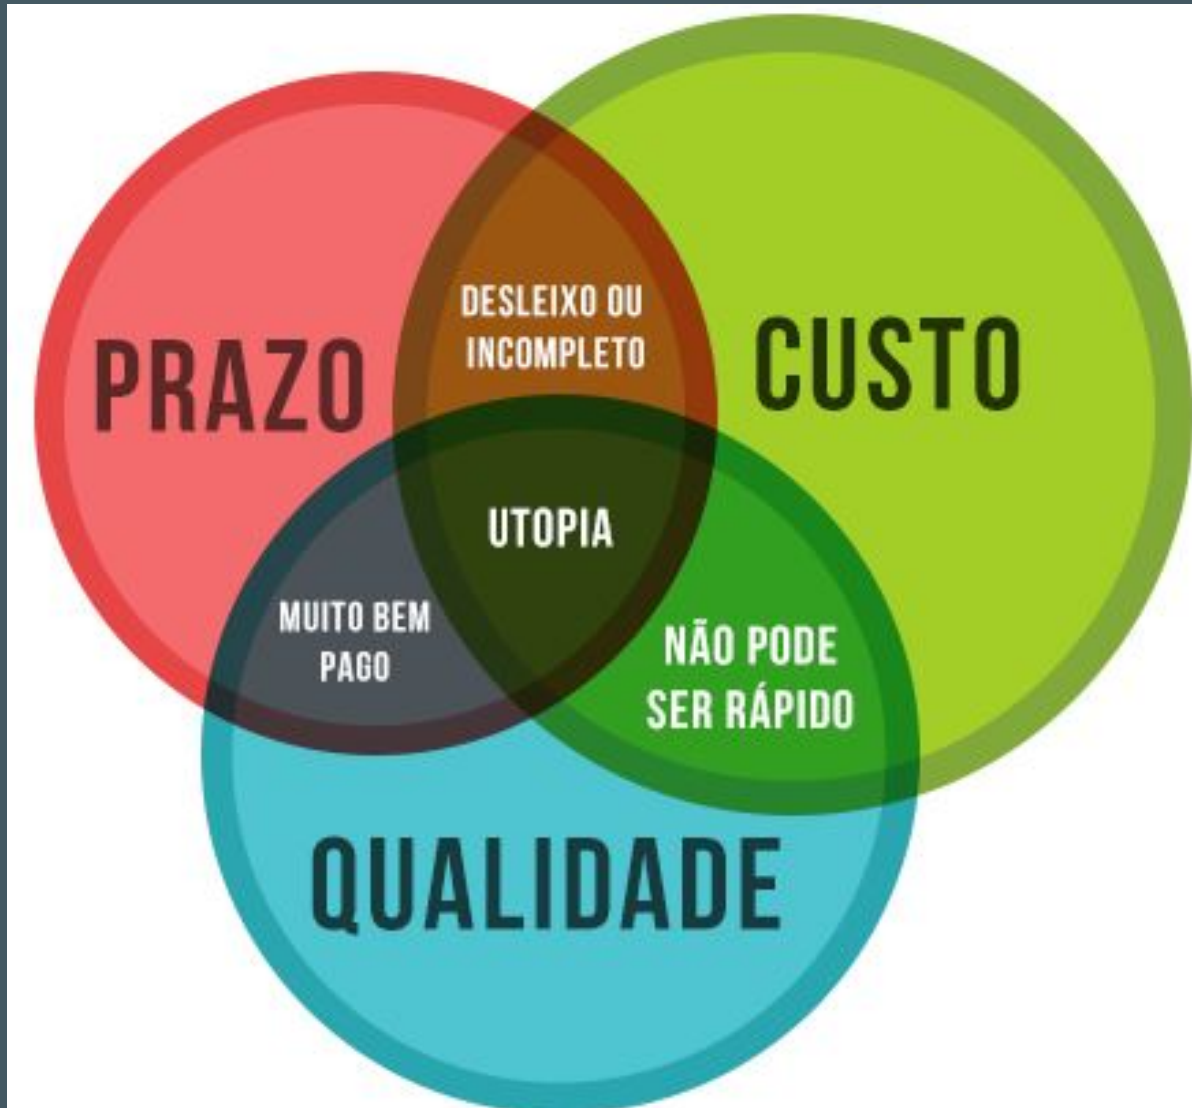 DESLEIXO OU
INCOMPLETO
PRAZO
CUSTO
UTOPIA
MUITO BEM
PAGO
NÃO PODE
SER RÁPIDO
QUALIDADE